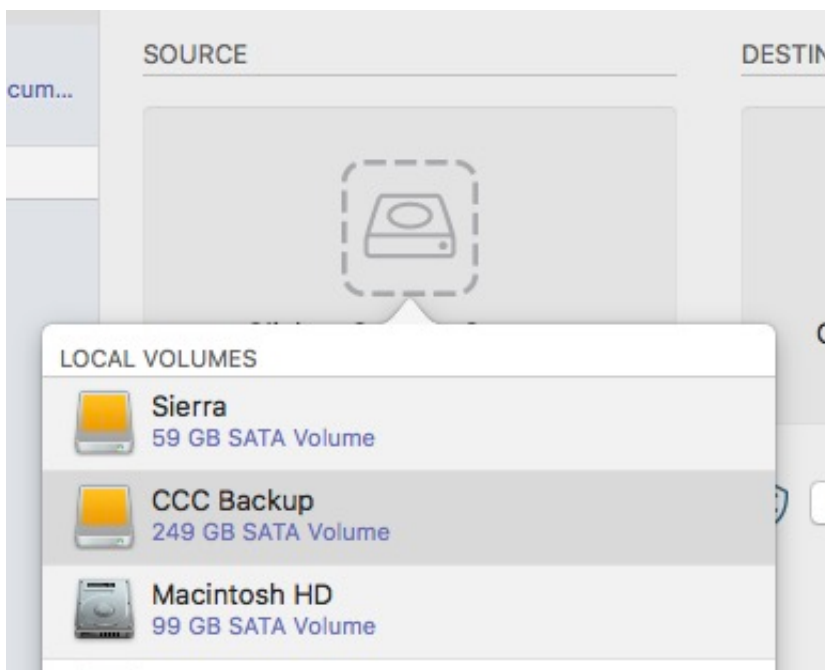 SOURCE
DESTIN
cum...
LOCAL VOLUMES
Sierra
59 GB SATA Volume
CCC Backup
249 GB SATA Volume
Macintosh HD
99 GB SATA Volume